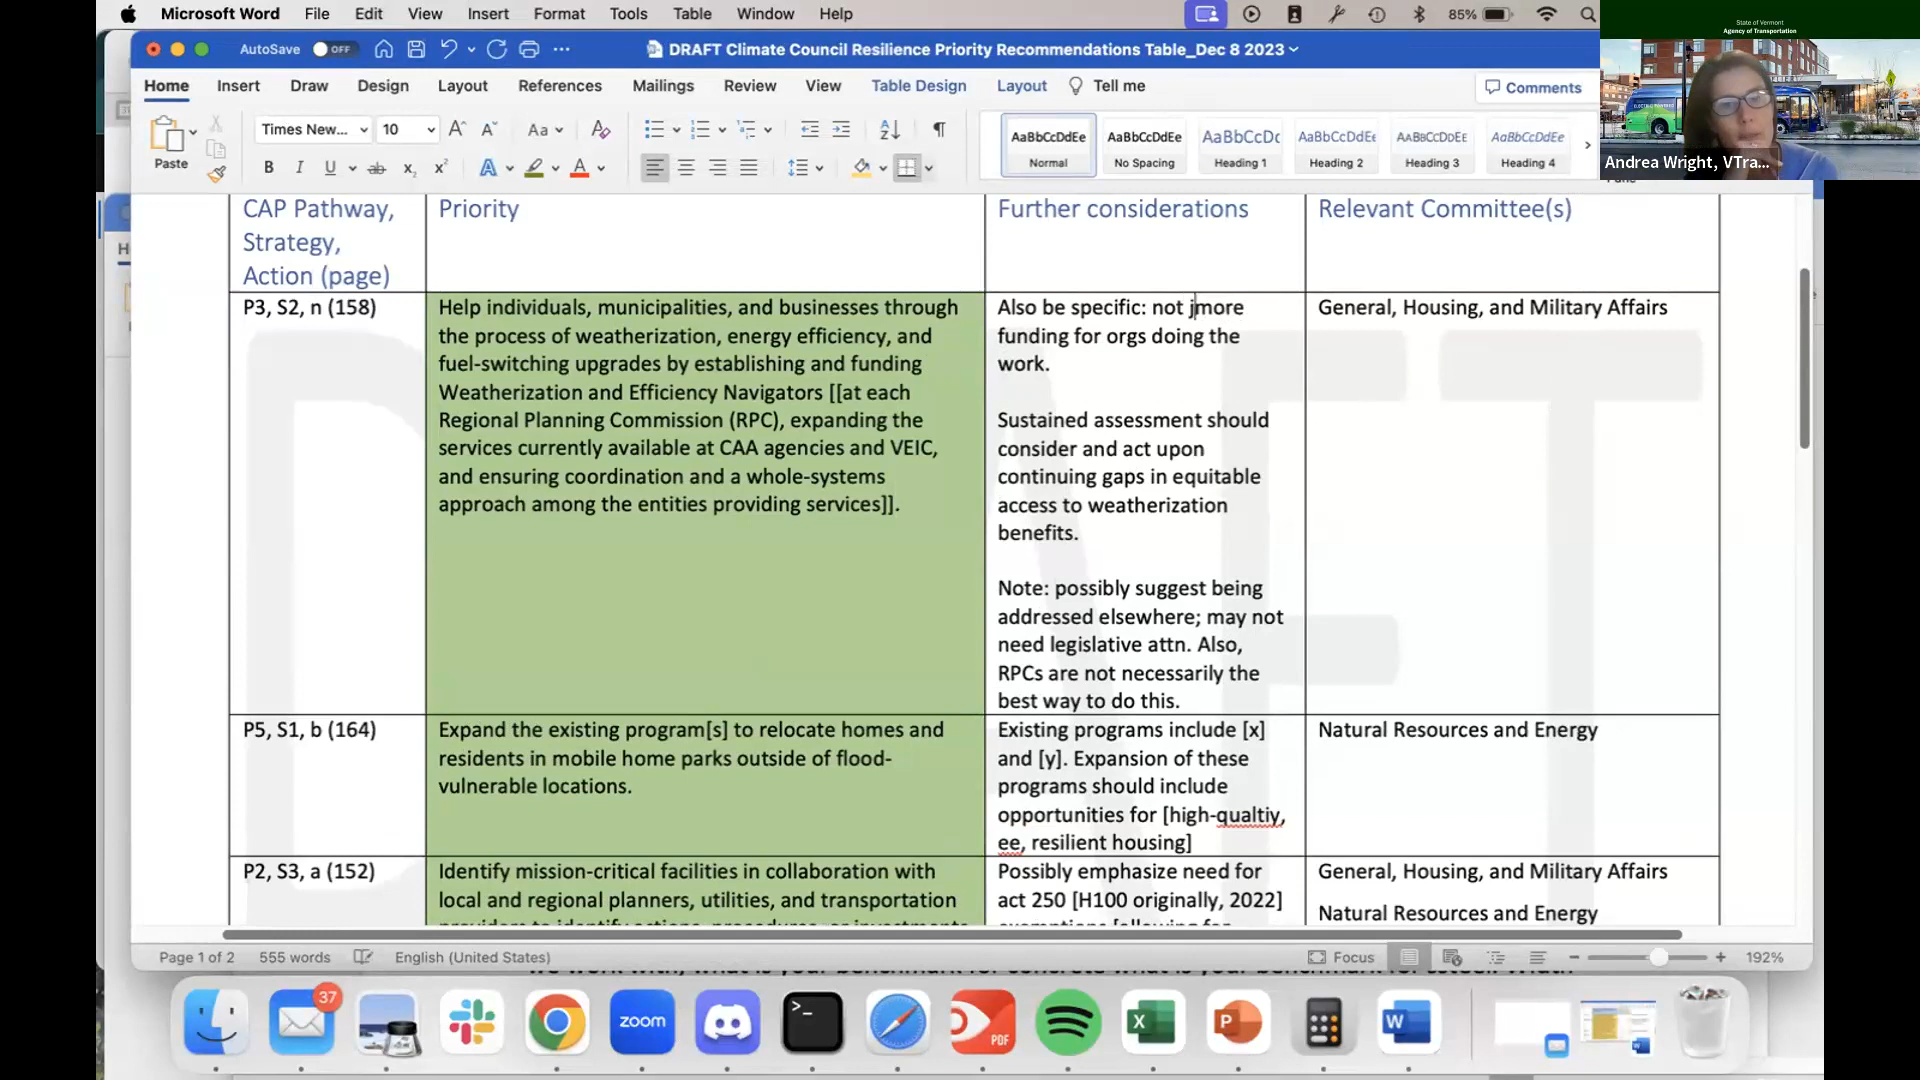 Microsoft Word File Edit View Insert Format Tools Table Window Help 85%
AutoSave OFF DRAFT Climate Council Resilience Priority Recommendations Table_Dec 8 2023
State of Vermont
Agency of Transportation
Andrea Wright, VTra...
Home Insert Draw Design Layout References Mailings Review View Table Design Layout Tell me Comments
Paste
Times New... 10
AaBbCcDdEe Normal
AaBbCcDdEe No Spacing
AaBbCcDc Heading 1
AaBbCcDdE Heading 2
AaBbCcDdEe Heading 3
AaBbCcDdEe Heading 4
CAP Pathway,
Strategy,
Action (page)
Priority
Further considerations
Relevant Committee(s)
P3, S2, n (158)
Help individuals, municipalities, and businesses through
the process of weatherization, energy efficiency, and
fuel-switching upgrades by establishing and funding
Weatherization and Efficiency Navigators [[at each
Regional Planning Commission (RPC), expanding the
services currently available at CAA agencies and VEIC,
and ensuring coordination and a whole-systems
approach among the entities providing services]].
Also be specific: not jmore
funding for orgs doing the
work.
Sustained assessment should
consider and act upon
continuing gaps in equitable
access to weatherization
benefits.
Note: possibly suggest being
addressed elsewhere; may not
need legislative attn. Also,
RPCs are not necessarily the
best way to do this.
General, Housing, and Military Affairs
P5, S1, b (164)
Expand the existing program[s] to relocate homes and
residents in mobile home parks outside of flood-
vulnerable locations.
Existing programs include [x]
and [y]. Expansion of these
programs should include
opportunities for [high-qualtiy,
ee, resilient housing]
Natural Resources and Energy
P2, S3, a (152)
Identify mission-critical facilities in collaboration with
local and regional planners, utilities, and transportation
Possibly emphasize need for
act 250 [H100 originally, 2022]
General, Housing, and Military Affairs
Natural Resources and Energy
DRAFT
Page 1 of 2 555 words English (United States) Focus 192%
37
zoom
PDF